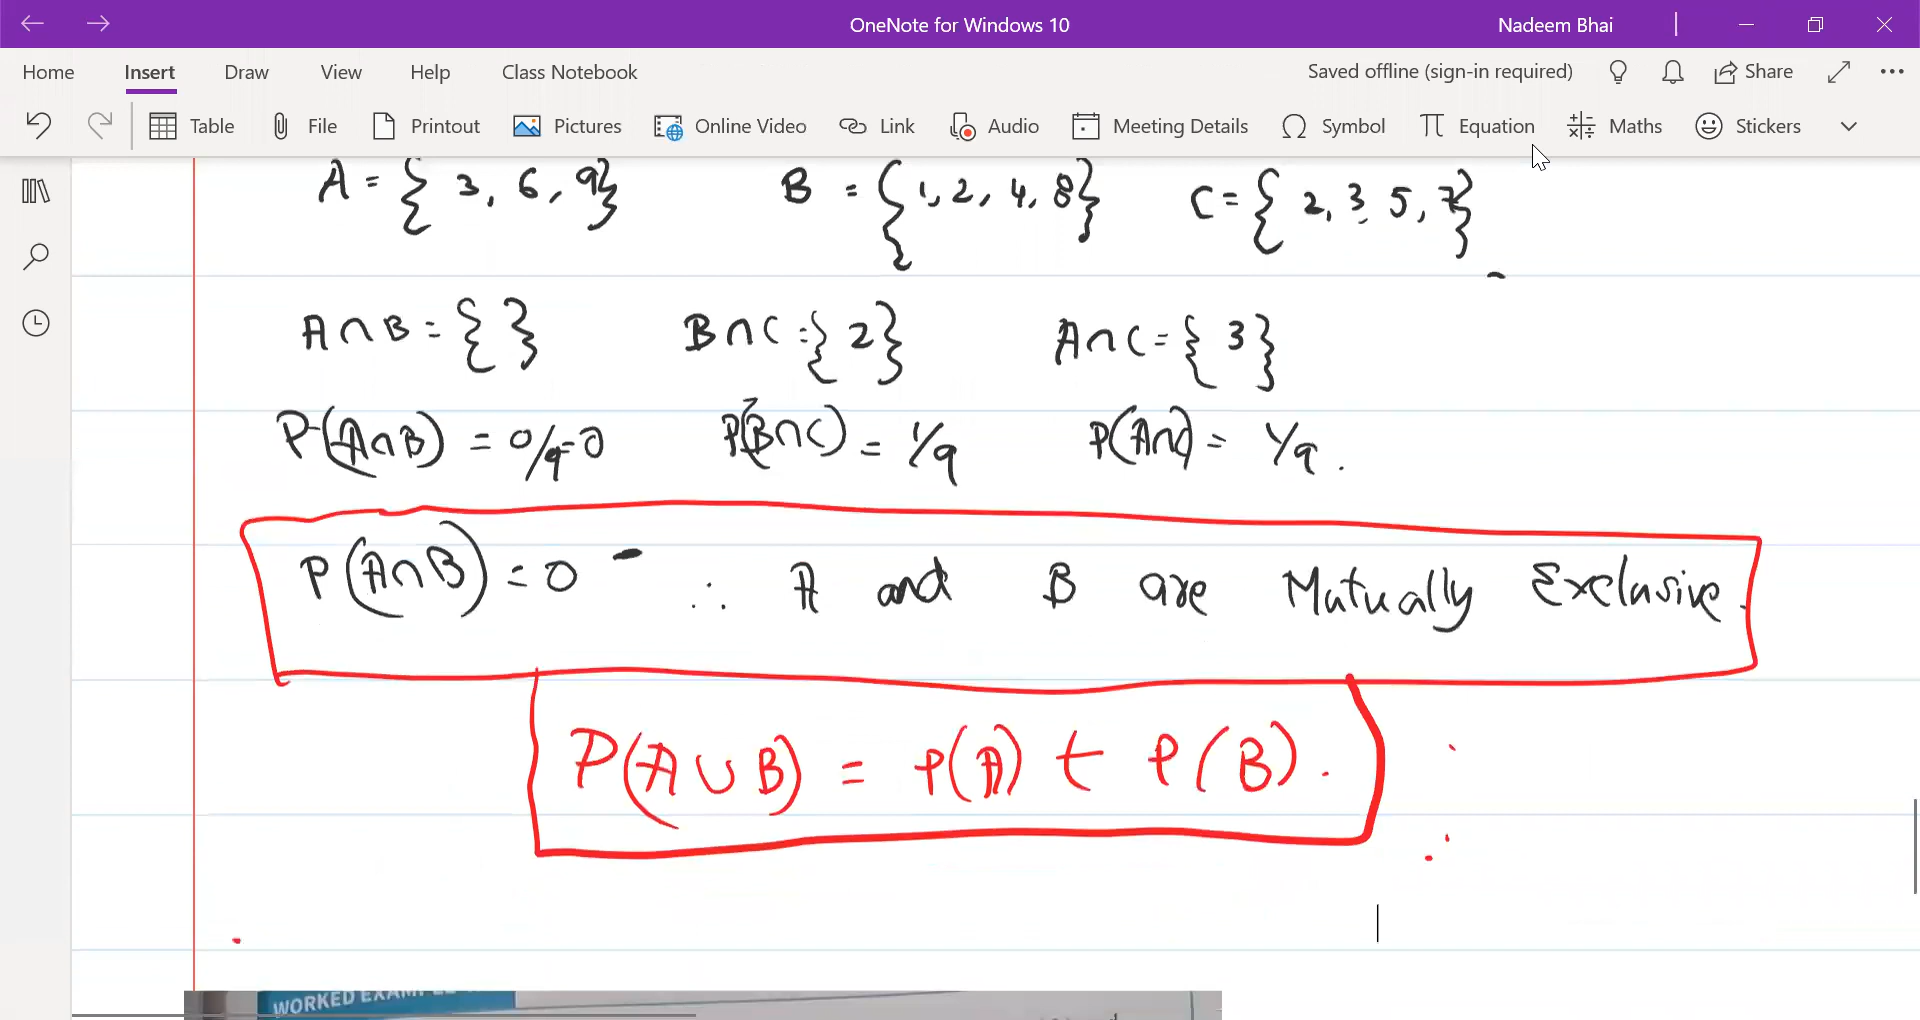 OneNote for Windows 10
Nadeem Bhai
Home Insert Draw View Help Class Notebook
Saved offline (sign-in required) Share
Table File Printout Pictures Online Video Link Audio Meeting Details Symbol Equation Maths Stickers
A = { 3, 6, 9} B = {1, 2, 4, 8} C = { 2, 3 5, 7}
A∩B = { } B∩C = { 2} A∩C = { 3}
P(A∩B) = 0/9=0 P(B∩C) = 1/9 P(A∩C) = 1/9.
P(A∩B) = 0 ∴ A and B are Mutually Exclusive.
P(A∪B) = P(A) + P(B).
WORKED EXAMPLE